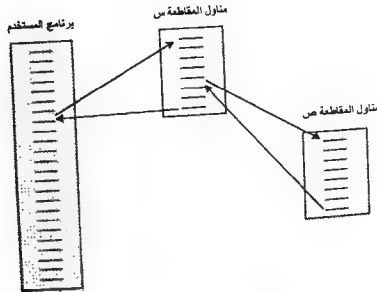 مناول المقاطعة س
برنامج المستخدم
مناول المقاطعة ص